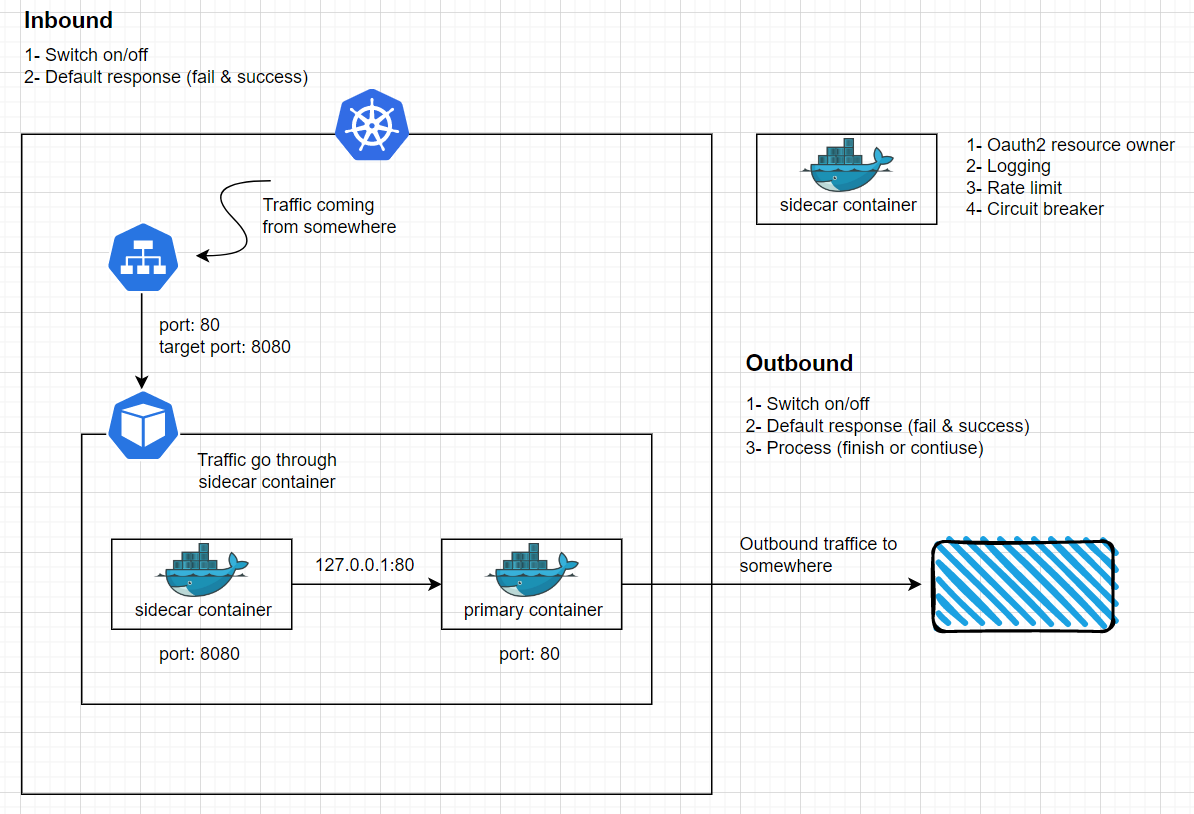 Inbound
1- Switch on/off
2- Default response (fail & success)
Traffic coming
from somewhere
port: 80
target port: 8080
Traffic go through
sidecar container
sidecar container
127.0.0.1:80
primary container
port: 8080
port: 80
sidecar container
1- Oauth2 resource owner
2- Logging
3- Rate limit
4- Circuit breaker
Outbound
1- Switch on/off
2- Default response (fail & success)
3- Process (finish or contiuse)
Outbound traffice to
somewhere